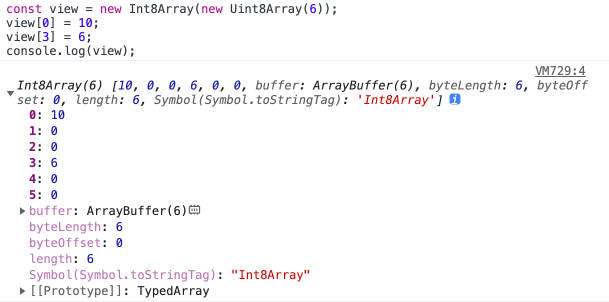 const view = new Int8Array(new Uint8Array(6));
view[0] = 10;
view[3] = 6;
console.log(view);
VM729:4
Int8Array(6) [10, 0, 0, 6, 0, 0, buffer: ArrayBuffer(6), byteLength: 6, byteOff
set: 0, length: 6, Symbol(Symbol.toStringTag): 'Int8Array'] i
0: 10
1: 0
2: 0
3: 6
4: 0
5: 0
buffer: ArrayBuffer(6)
byteLength: 6
byteOffset: 0
length: 6
Symbol(Symbol.toStringTag): "Int8Array"
[[Prototype]]: TypedArray